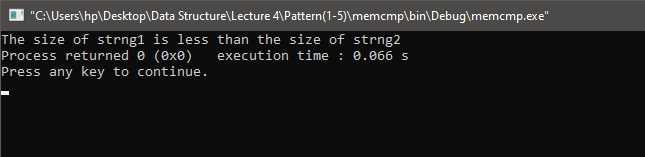 "C:\Users\hp\Desktop\Data Structure\Lecture 4\Pattern(1-5)\memcmp\bin\Debug\memcmp.exe"
The size of strng1 is less than the size of strng2
Process returned 0 (0x0)   execution time : 0.066 s
Press any key to continue.